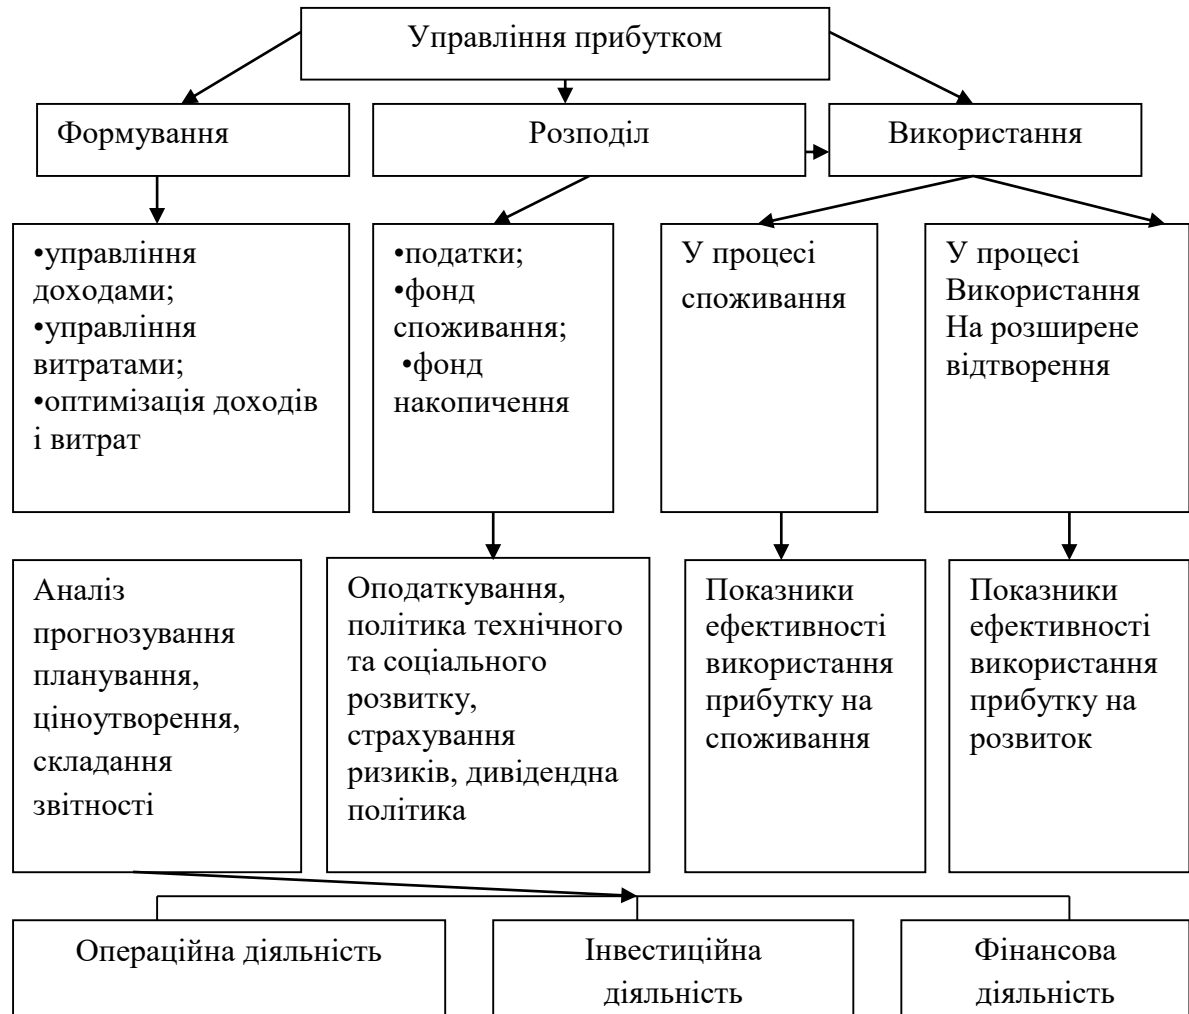 Управління прибутком
Формування
Розподіл
Використання
•управління
доходами;
•управління
витратами;
•оптимізація доходів
і витрат
•податки;
•фонд
споживання;
•фонд
накопичення
У процесі
споживання
У процесі
Використання
На розширене
відтворення
Аналіз
прогнозування
планування,
ціноутворення,
складання
звітності
Оподаткування,
політика технічного
та соціального
розвитку,
страхування
ризиків, дивідендна
політика
Показники
ефективності
використання
прибутку на
споживання
Показники
ефективності
використання
прибутку на
розвиток
Операційна діяльність
Інвестиційна
діяльність
Фінансова
діяльність